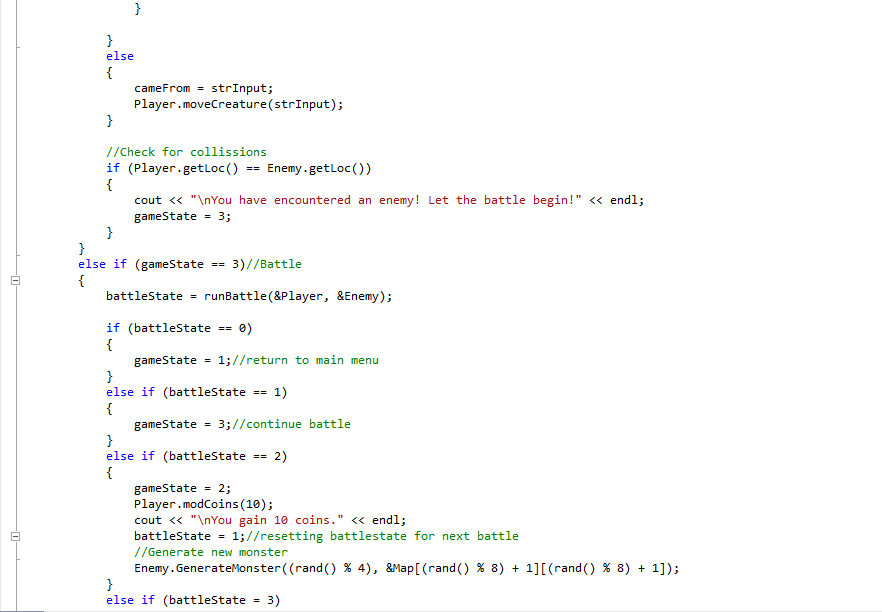 }
}
else
{
cameFrom = strInput;
Player.moveCreature(strInput);
}
//Check for collissions
if (Player.getLoc() == Enemy.getLoc())
{
cout << "\nYou have encountered an enemy! Let the battle begin!" << endl;
gameState = 3;
}
}
else if (gameState == 3)//Battle
{
battleState = runBattle(&Player, &Enemy);
if (battleState == 0)
{
gameState = 1;//return to main menu
}
else if (battleState == 1)
{
gameState = 3;//continue battle
}
else if (battleState == 2)
{
gameState = 2;
Player.modCoins(10);
cout << "\nYou gain 10 coins." << endl;
battleState = 1;//resetting battlestate for next battle
//Generate new monster
Enemy.GenerateMonster((rand() % 4), &Map[(rand() % 8) + 1][(rand() % 8) + 1]);
}
else if (battleState = 3)